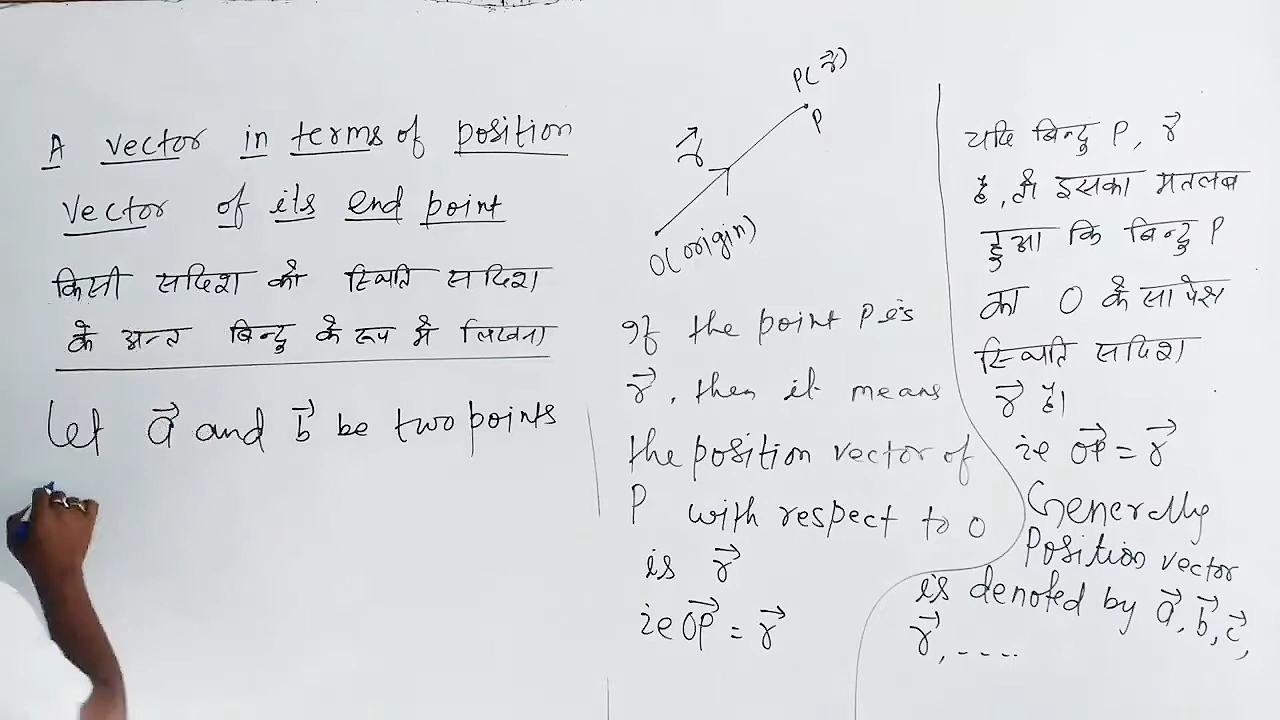 A vector in terms of position
vector of its end point
किसी सदिश को स्थिति सदिश
के अन्त बिन्दु के रूप में लिखना
Let a⃗ and b⃗ be two points
P(r⃗)
P
r⃗
O(origin)
If the point P is
r⃗, then it means
the position vector of
P with respect to O
is r⃗
ie OP⃗ = r⃗
यदि बिन्दु P, r⃗
है, तो इसका मतलब
हुआ कि बिन्दु P
का O के सापेक्ष
स्थिति सदिश
r⃗ है।
ie OP⃗ = r⃗
Generally
Position vector
is denoted by a⃗, b⃗, c⃗,
r⃗, ----